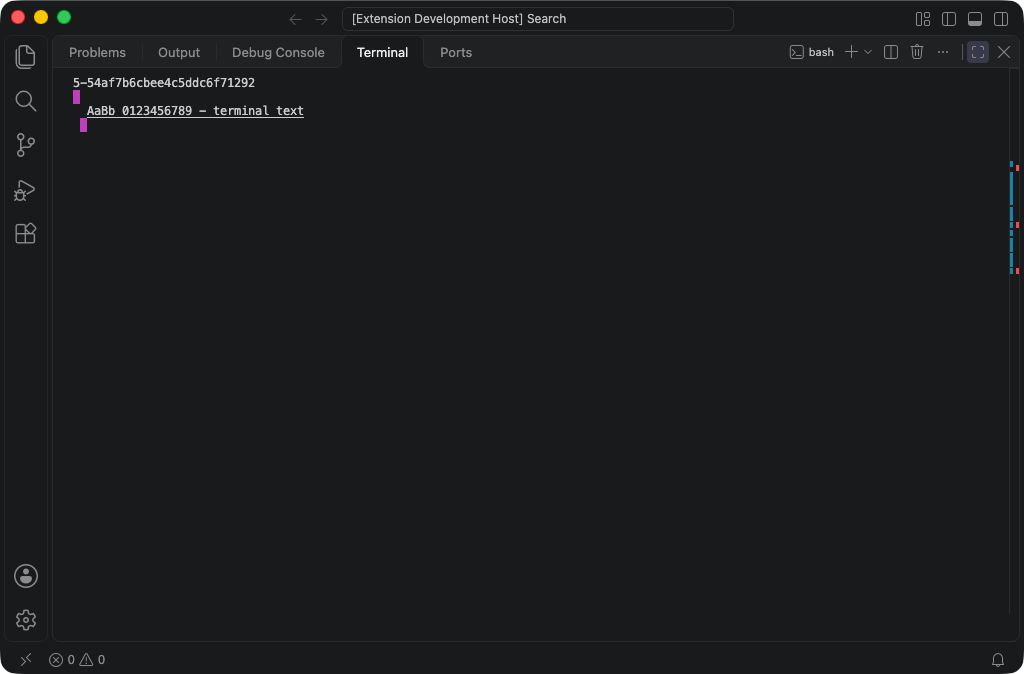 [Extension Development Host] Search
Problems
Output
Debug Console
Terminal
Ports
bash
5-54af7b6cbee4c5ddc6f71292
AaBb 0123456789 - terminal text
0
0